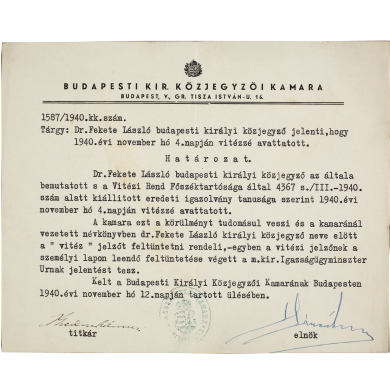 BUDAPESTI KIR. KÖZJEGYZŐI KAMARA
BUDAPEST, V., GR. TISZA ISTVÁN-U. 16.
1587/1940.kk.szám.
Tárgy: Dr.Fekete László budapesti királyi közjegyző jelenti,hogy
1940.évi november hó 4.napján vitézzé avattatott.
Határozat.
Dr.Fekete László budapesti királyi közjegyző az általa
bemutatott s a Vitézi Rend Főszéktartósága által 4367 s./III.-1940.
szám alatt kiállitott eredeti igazolvány tanusága szerint 1940.évi
november hó 4.napján vitézzé avattatott.
A kamara ezt a körülményt tudomásul veszi és a kamaránál
vezetett névkönyvben dr.Fekete László királyi közjegyző neve előtt
a " vitéz " jelzőt feltüntetni rendeli,-egyben a vitézi jelzőnek a
személyi lapon leendő feltüntetése végett a m.kir.Igazságügyminiszter
Urnak jelentést tesz.
Kelt a Budapesti Királyi Közjegyzői Kamarának Budapesten
1940.évi november hó 12.napján tartott ülésében.
titkár
elnök